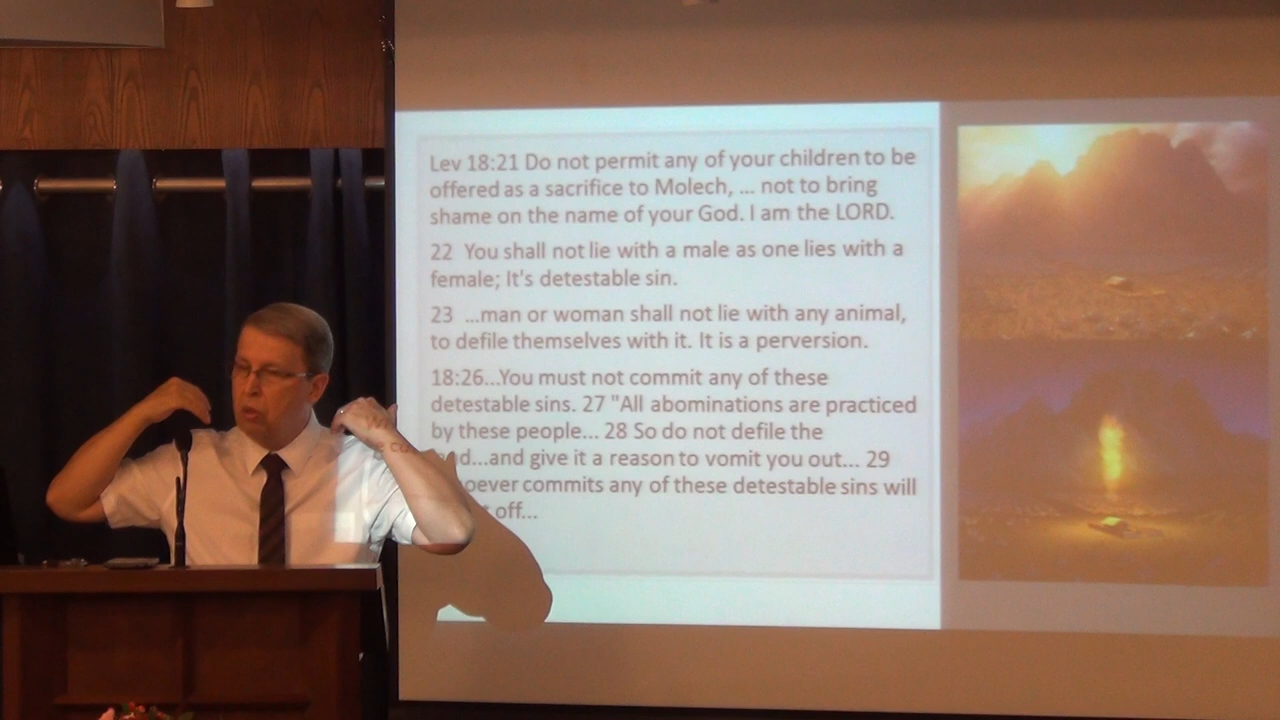 Lev 18:21 Do not permit any of your children to be
offered as a sacrifice to Molech, ... not to bring
shame on the name of your God. I am the LORD.
22 You shall not lie with a male as one lies with a
female; It's detestable sin.
23 ...man or woman shall not lie with any animal,
to defile themselves with it. It is a perversion.
18:26...You must not commit any of these
detestable sins. 27 "All abominations are practiced
by these people... 28 So do not defile the
...and give it a reason to vomit you out... 29
commits any of these detestable sins will
off...